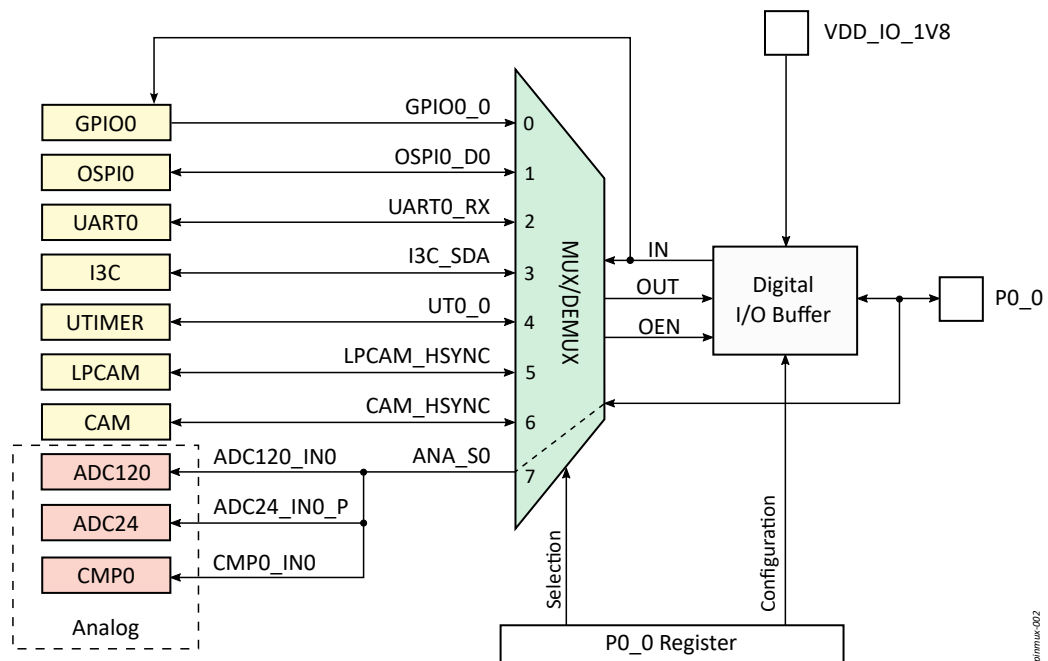 VDD_IO_1V8
GPIO0
GPIO0_0
0
OSPI0
OSPI0_D0
1
UART0
UART0_RX
2
I3C
I3C_SDA
3
UTIMER
UT0_0
4
LPCAM
LPCAM_HSYNC
5
CAM
CAM_HSYNC
6
MUX/DEMUX
IN
OUT
OEN
Digital
I/O Buffer
P0_0
ADC120
ADC120_IN0
ANA_S0
7
ADC24
ADC24_IN0_P
CMP0
CMP0_IN0
Analog
Selection
Configuration
P0_0 Register
pinmux-002